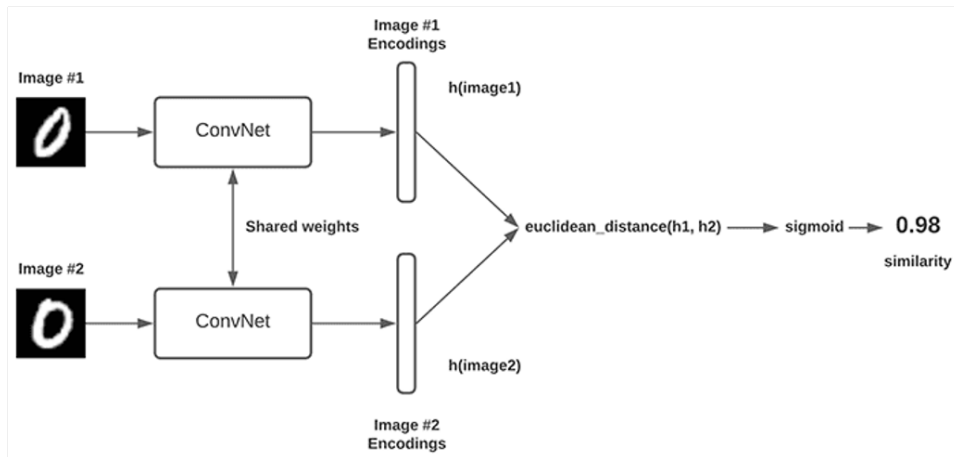 Image #1
Encodings
Image #1
h(image1)
ConvNet
Shared weights
euclidean_distance(h1, h2)
sigmoid
0.98
similarity
Image #2
ConvNet
h(image2)
Image #2
Encodings